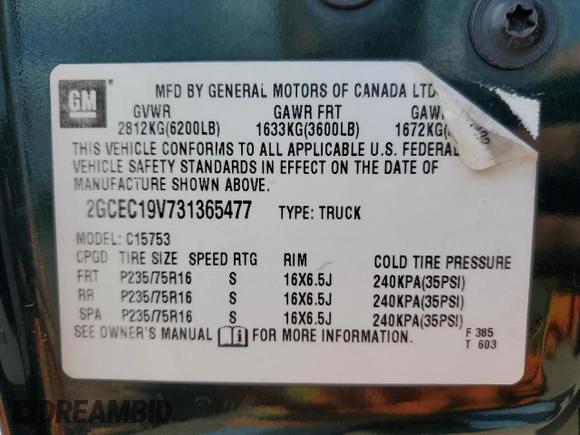 GM
MFD BY GENERAL MOTORS OF CANADA LTD
GVWR GAWR FRT
2812KG(6200LB) 1633KG(3600LB) 1672KG(
THIS VEHICLE CONFORMS TO ALL APPLICABLE U.S. FEDERAL
VEHICLE SAFETY STANDARDS IN EFFECT ON THE DATE OF
MANUFACTURE SHOWN ABOVE.
2GCEC19V731365477 TYPE: TRUCK
MODEL: C15753
CPGD TIRE SIZE SPEED RTG RIM COLD TIRE PRESSURE
FRT P235/75R16 S 16X6.5J 240KPA(35PSI)
RR P235/75R16 S 16X6.5J 240KPA(35PSI)
SPA P235/75R16 S 16X6.5J 240KPA(35PSI)
SEE OWNER'S MANUAL FOR MORE INFORMATION.
F 385
T 603
DREAMBID